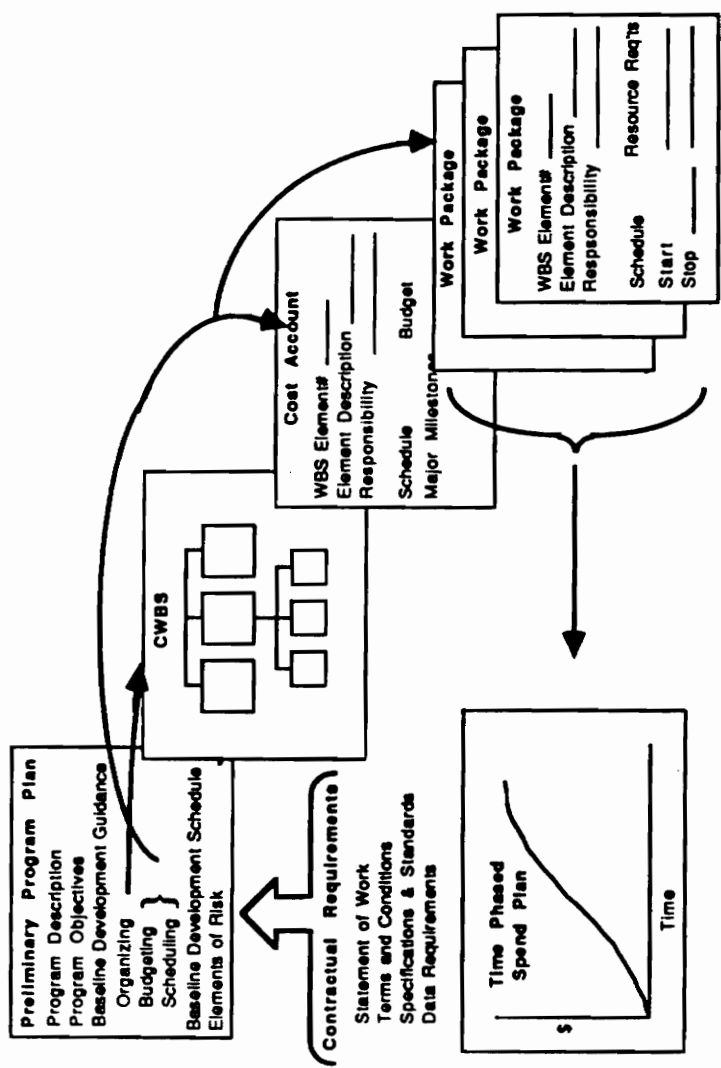 Preliminary Program Plan
Program Description
Program Objectives
Baseline Development Guidance
Organizing
Budgeting
Scheduling
Baseline Development Schedule
Elements of Risk
Contractual Requirements
Statement of Work
Terms and Conditions
Specifications & Standards
Data Requirements
CWBS
Cost Account
WBS Element#
Element Description
Responsibility
Schedule Budget
Major Milestones
Work Package
Work Package
Work Package
WBS Element#
Element Description
Respsonsibility
Schedule Resource Req'ts
Start
Stop
Time Phased
Spend Plan
$
Time